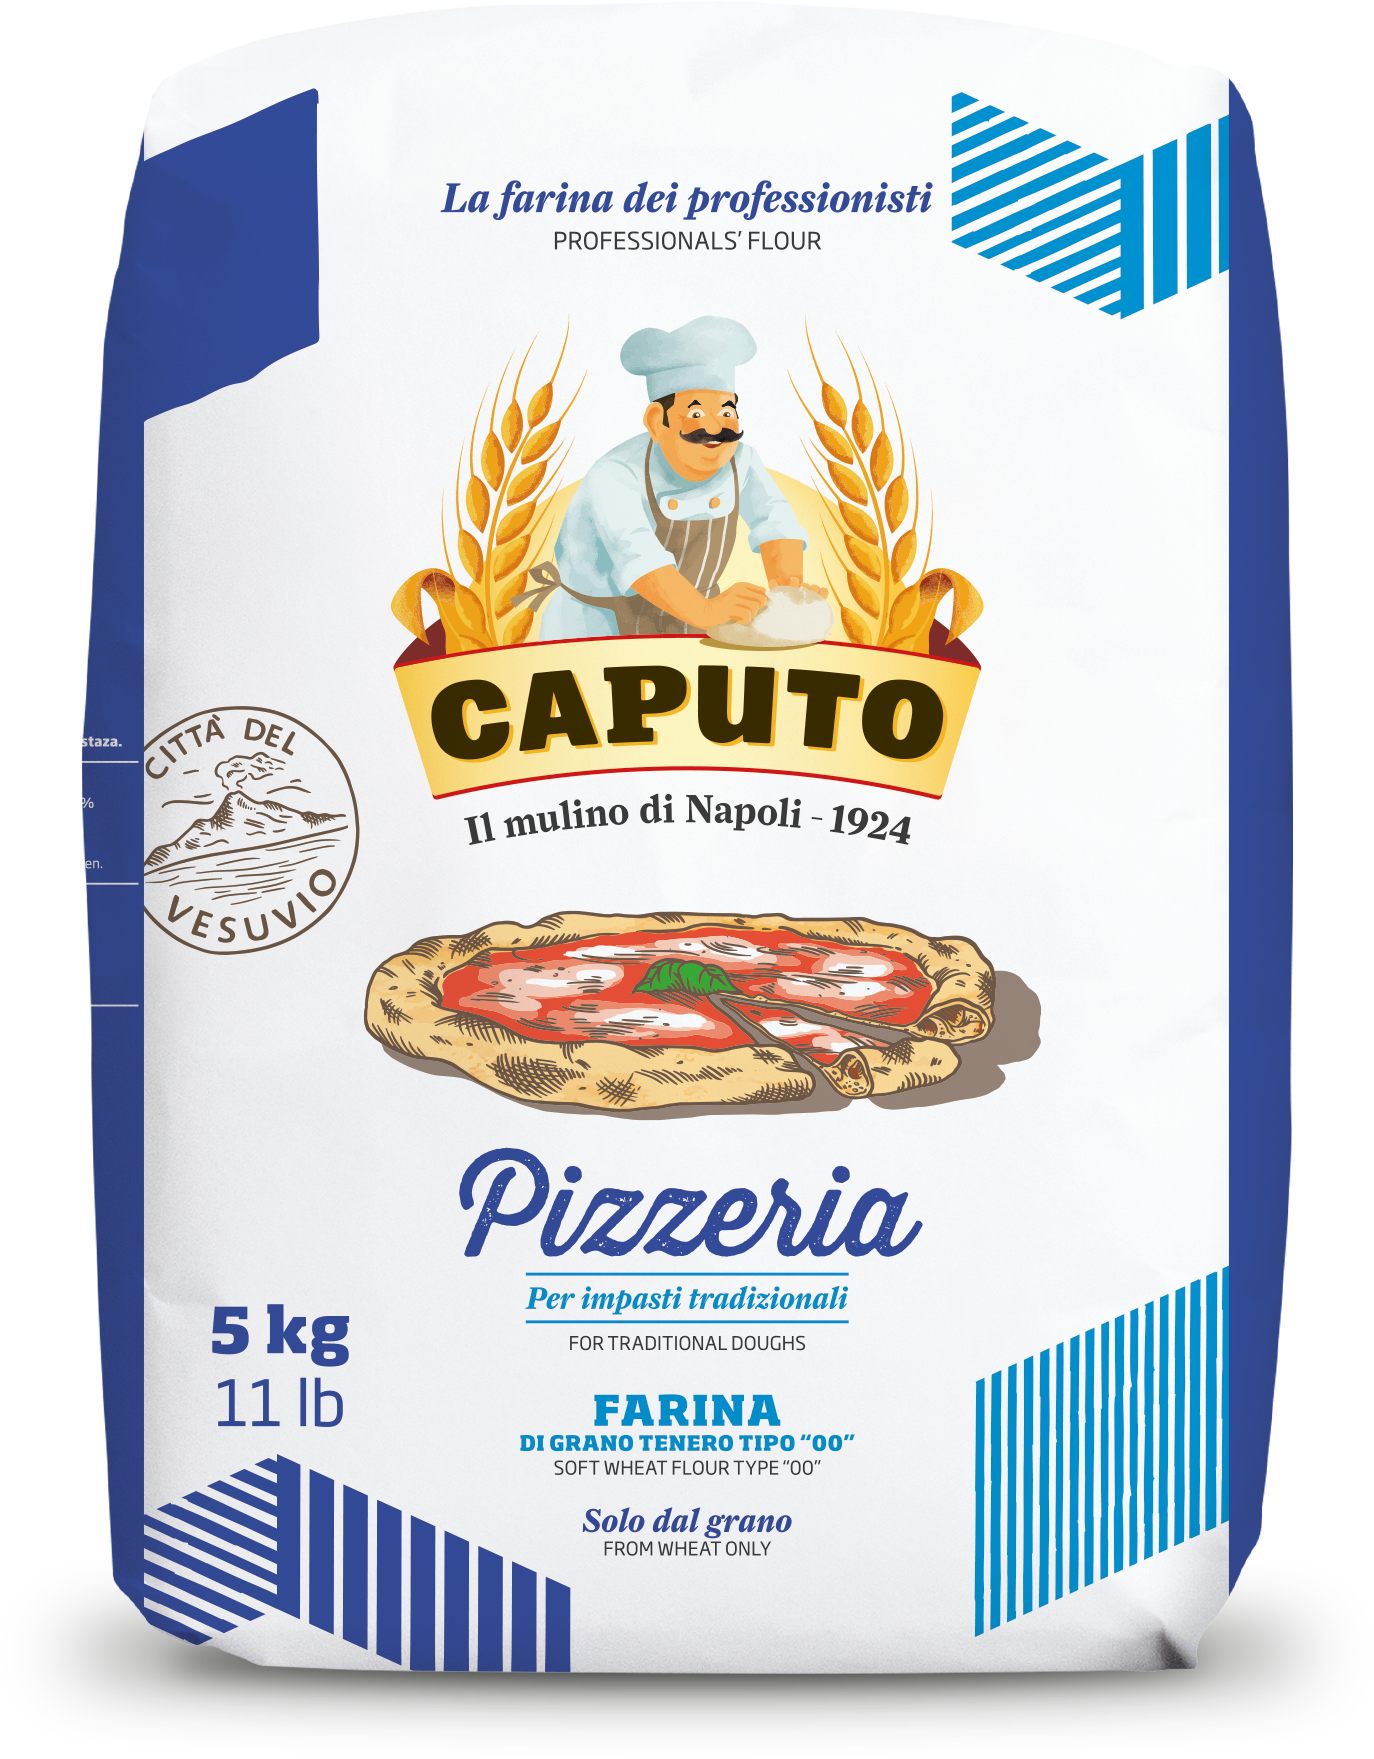 La farina dei professionisti
PROFESSIONALS' FLOUR
CAPUTO
Il mulino di Napoli - 1924
CITTÀ DEL
VESUVIO
staza.
%
en.
Pizzeria
Per impasti tradizionali
FOR TRADITIONAL DOUGHS
5 kg
11 lb
FARINA
DI GRANO TENERO TIPO "00"
SOFT WHEAT FLOUR TYPE "00"
Solo dal grano
FROM WHEAT ONLY